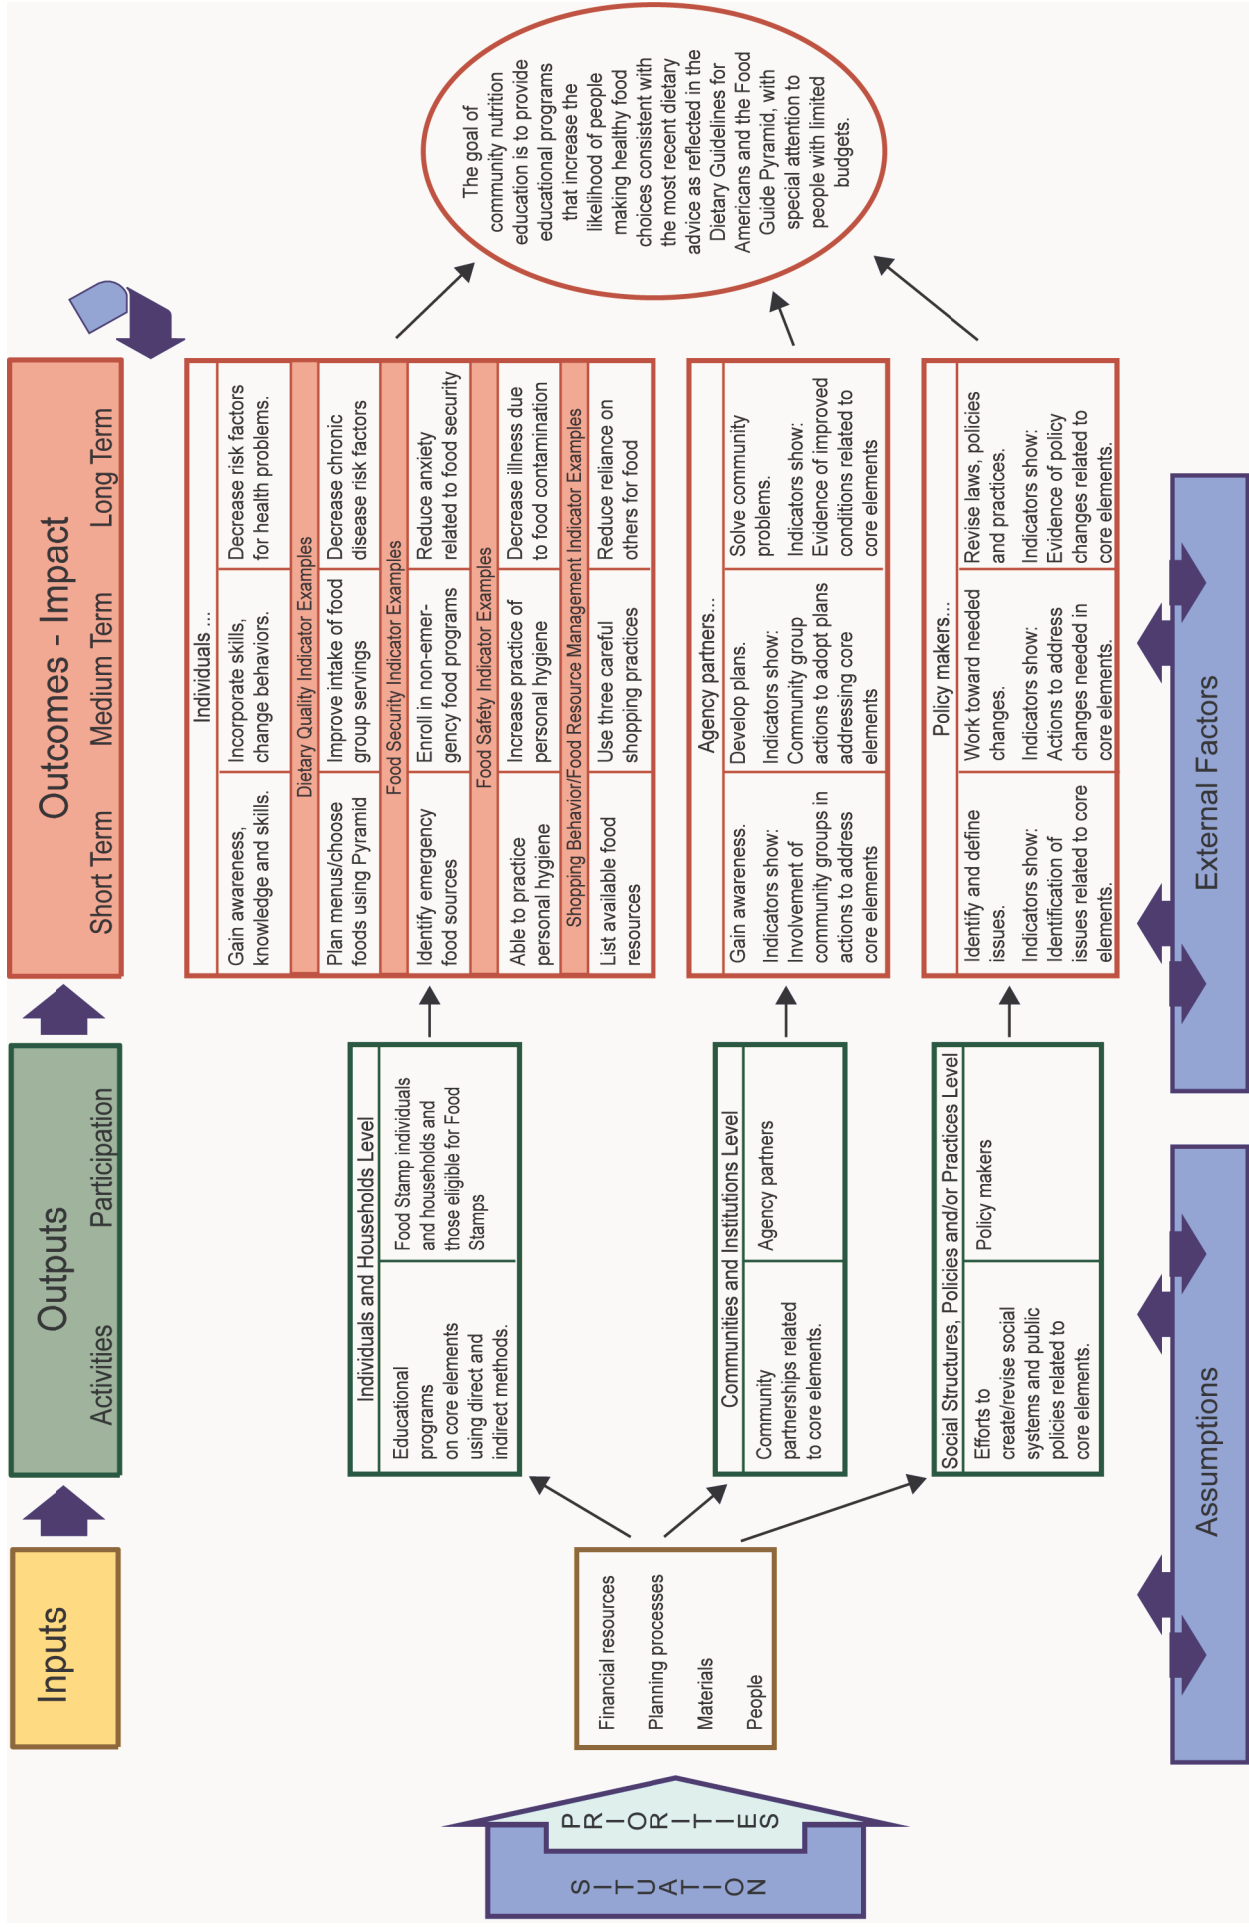 SITUATION
PRIORITIES
Inputs
Outputs
Activities Participation
Outcomes - Impact
Short Term Medium Term Long Term
Financial resources
Planning processes
Materials
People
Individuals and Households Level
Educational
programs
on core elements
using direct and
indirect methods.
Food Stamp individuals
and households and
those eligible for Food
Stamps
Communities and Institutions Level
Community
partnerships related
to core elements.
Agency partners
Social Structures, Policies and/or Practices Level
Efforts to
create/revise social
systems and public
policies related to
core elements.
Policy makers
Individuals ...
Gain awareness,
knowledge and skills.
Incorporate skills,
change behaviors.
Decrease risk factors
for health problems.
Dietary Quality Indicator Examples
Plan menus/choose
foods using Pyramid
Improve intake of food
group servings
Decrease chronic
disease risk factors
Food Security Indicator Examples
Identify emergency
food sources
Enroll in non-emer-
gency food programs
Reduce anxiety
related to food security
Food Safety Indicator Examples
Able to practice
personal hygiene
Increase practice of
personal hygiene
Decrease illness due
to food contamination
Shopping Behavior/Food Resource Management Indicator Examples
List available food
resources
Use three careful
shopping practices
Reduce reliance on
others for food
Agency partners...
Gain awareness.
Indicators show:
Involvement of
community groups in
actions to address
core elements
Develop plans.
Indicators show:
Community group
actions to adopt plans
addressing core
elements
Solve community
problems.
Indicators show:
Evidence of improved
conditions related to
core elements
Policy makers...
Identify and define
issues.
Indicators show:
Identification of
issues related to core
elements.
Work toward needed
changes.
Indicators show:
Actions to address
changes needed in
core elements.
Revise laws, policies
and practices.
Indicators show:
Evidence of policy
changes related to
core elements.
The goal of
community nutrition
education is to provide
educational programs
that increase the
likelihood of people
making healthy food
choices consistent with
the most recent dietary
advice as reflected in the
Dietary Guidelines for
Americans and the Food
Guide Pyramid, with
special attention to
people with limited
budgets.
Assumptions
External Factors